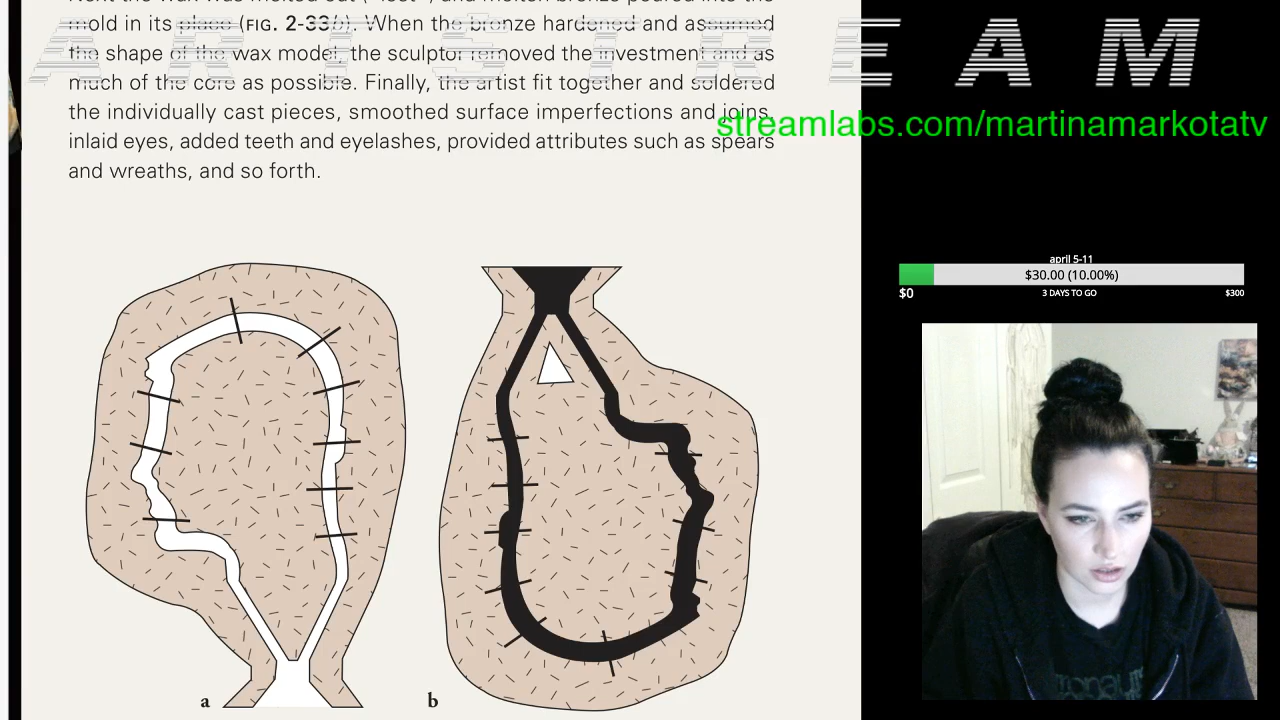 mold in its place (FIG. 2-33b). When the bronze hardened and assumed
the shape of the wax model, the sculptor removed the investment and as
much of the core as possible. Finally, the artist fit together and soldered
the individually cast pieces, smoothed surface imperfections and joins,
inlaid eyes, added teeth and eyelashes, provided attributes such as spears
and wreaths, and so forth.
a
b
A R T S T R E A M
streamlabs.com/martinamarkotatv
april 5-11
$30.00 (10.00%)
$0
3 DAYS TO GO
$300